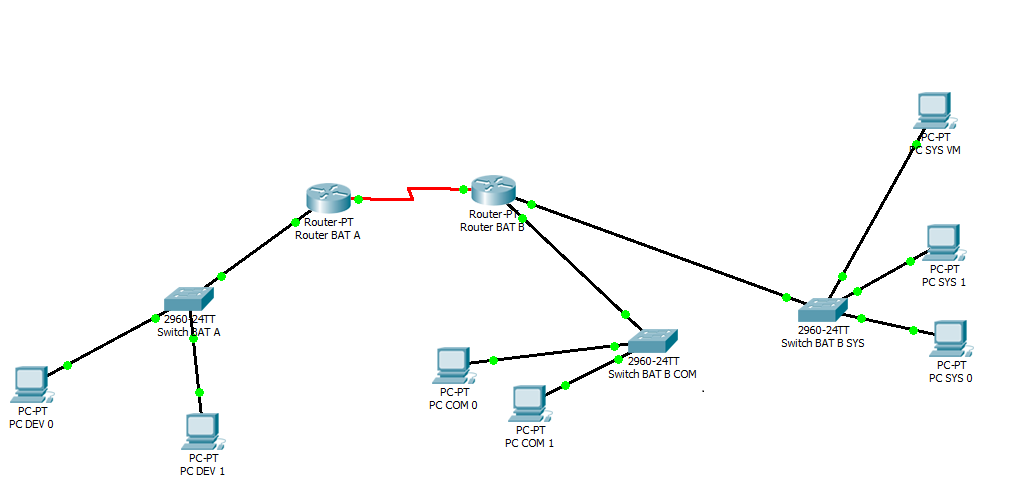 PC-PT
PC SYS VM
Router-PT
Router BAT A
Router-PT
Router BAT B
PC-PT
PC SYS 1
2960-24TT
Switch BAT A
2960-24TT
Switch BAT B SYS
2960-24TT
Switch BAT B COM
PC-PT
PC SYS 0
PC-PT
PC COM 0
PC-PT
PC DEV 0
PC-PT
PC COM 1
PC-PT
PC DEV 1